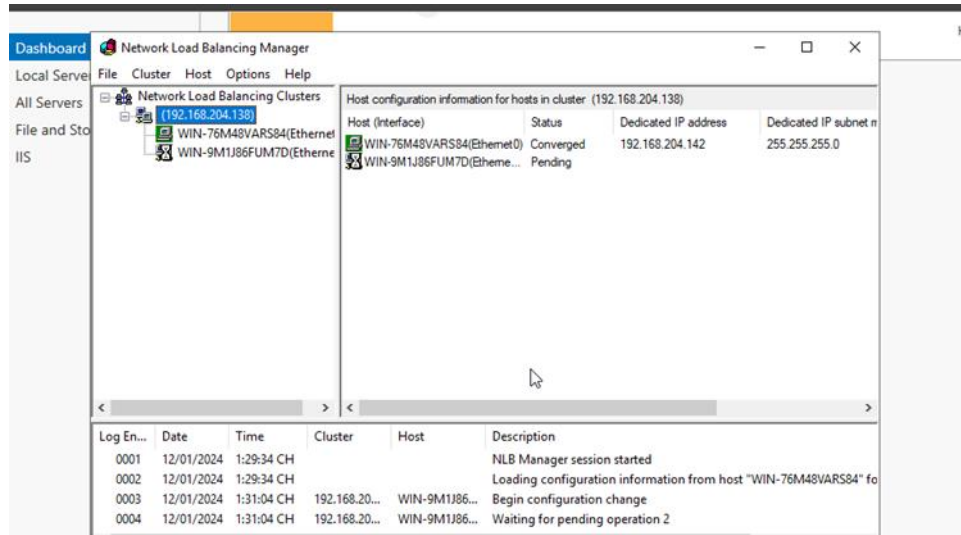 Dashboard
Local Serve
All Servers
File and Sto
IIS
Network Load Balancing Manager
File Cluster Host Options Help
Network Load Balancing Clusters
(192.168.204.138)
WIN-76M48VARS84(Ethernet
WIN-9M1J86FUM7D(Etherne
Host configuration information for hosts in cluster (192.168.204.138)
Host (Interface) Status Dedicated IP address Dedicated IP subnet m
WIN-76M48VARS84(Ethernet0) Converged 192.168.204.142 255.255.255.0
WIN-9M1J86FUM7D(Etherne... Pending
Log En... Date Time Cluster Host Description
0001 12/01/2024 1:29:34 CH NLB Manager session started
0002 12/01/2024 1:29:34 CH Loading configuration information from host "WIN-76M48VARS84" fo
0003 12/01/2024 1:31:04 CH 192.168.20... WIN-9M1J86... Begin configuration change
0004 12/01/2024 1:31:04 CH 192.168.20... WIN-9M1J86... Waiting for pending operation 2